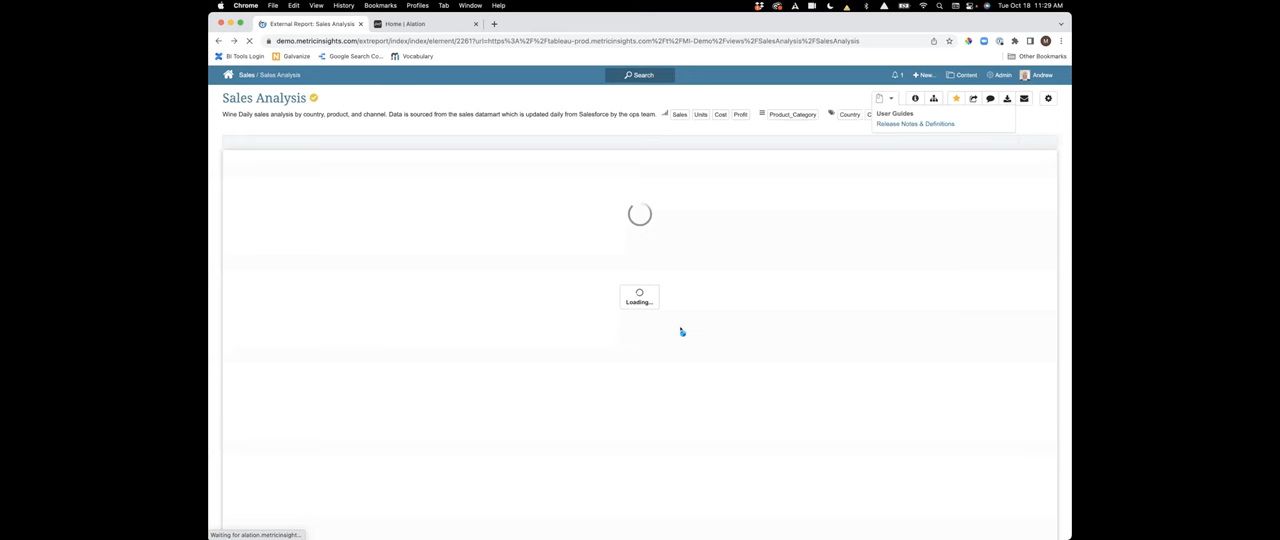 Chrome File Edit View History Bookmarks Profiles Tab Window Help Tue Oct 18 11:29 AM
External Report: Sales Analysis Home | Alation
demo.metricinsights.com/extreport/index/index/element/2261?url=https%3A%2F%2Ftableau-prod.metricinsights.com%2Ft%2FMI-Demo%2Fviews%2FSalesAnalysis%2FSalesAnalysis
BI Tools Login Galvanize Google Search Co... Vocabulary Other Bookmarks
Sales / Sales Analysis Search 1 + New... Content Admin Andrew
Sales Analysis
Wine Daily sales analysis by country, product, and channel. Data is sourced from the sales datamart which is updated daily from Salesforce by the ops team. Sales Units Cost Profit Product_Category Country C
User Guides
Release Notes & Definitions
Loading...
Waiting for alation.metricinsight...